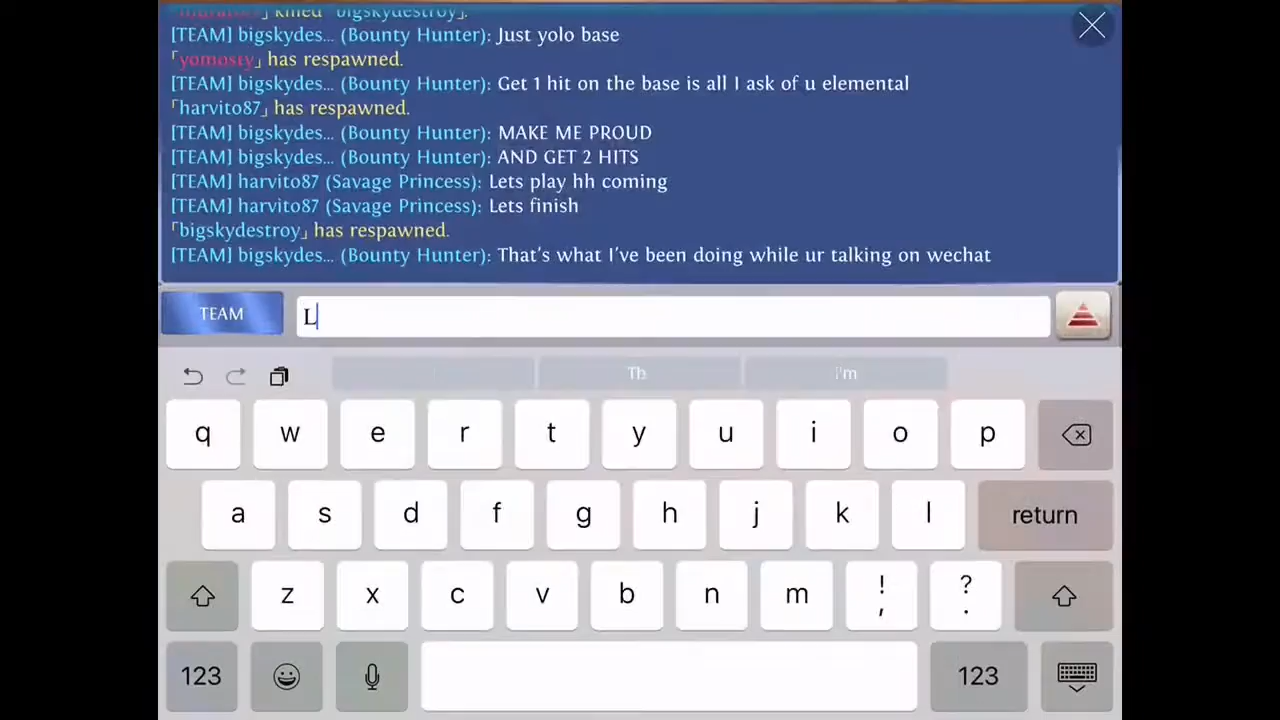 killed "bigskydestroy」.
[TEAM] bigskydes... (Bounty Hunter): Just yolo base
「yomosty」 has respawned.
[TEAM] bigskydes... (Bounty Hunter): Get 1 hit on the base is all I ask of u elemental
「harvito87」 has respawned.
[TEAM] bigskydes... (Bounty Hunter): MAKE ME PROUD
[TEAM] bigskydes... (Bounty Hunter): AND GET 2 HITS
[TEAM] harvito87 (Savage Princess): Lets play hh coming
[TEAM] harvito87 (Savage Princess): Lets finish
「bigskydestroy」 has respawned.
[TEAM] bigskydes... (Bounty Hunter): That's what I've been doing while ur talking on wechat
TEAM L
Th I'm
q w e r t y u i o p
a s d f g h j k l return
z x c v b n m ! , ? .
123 123